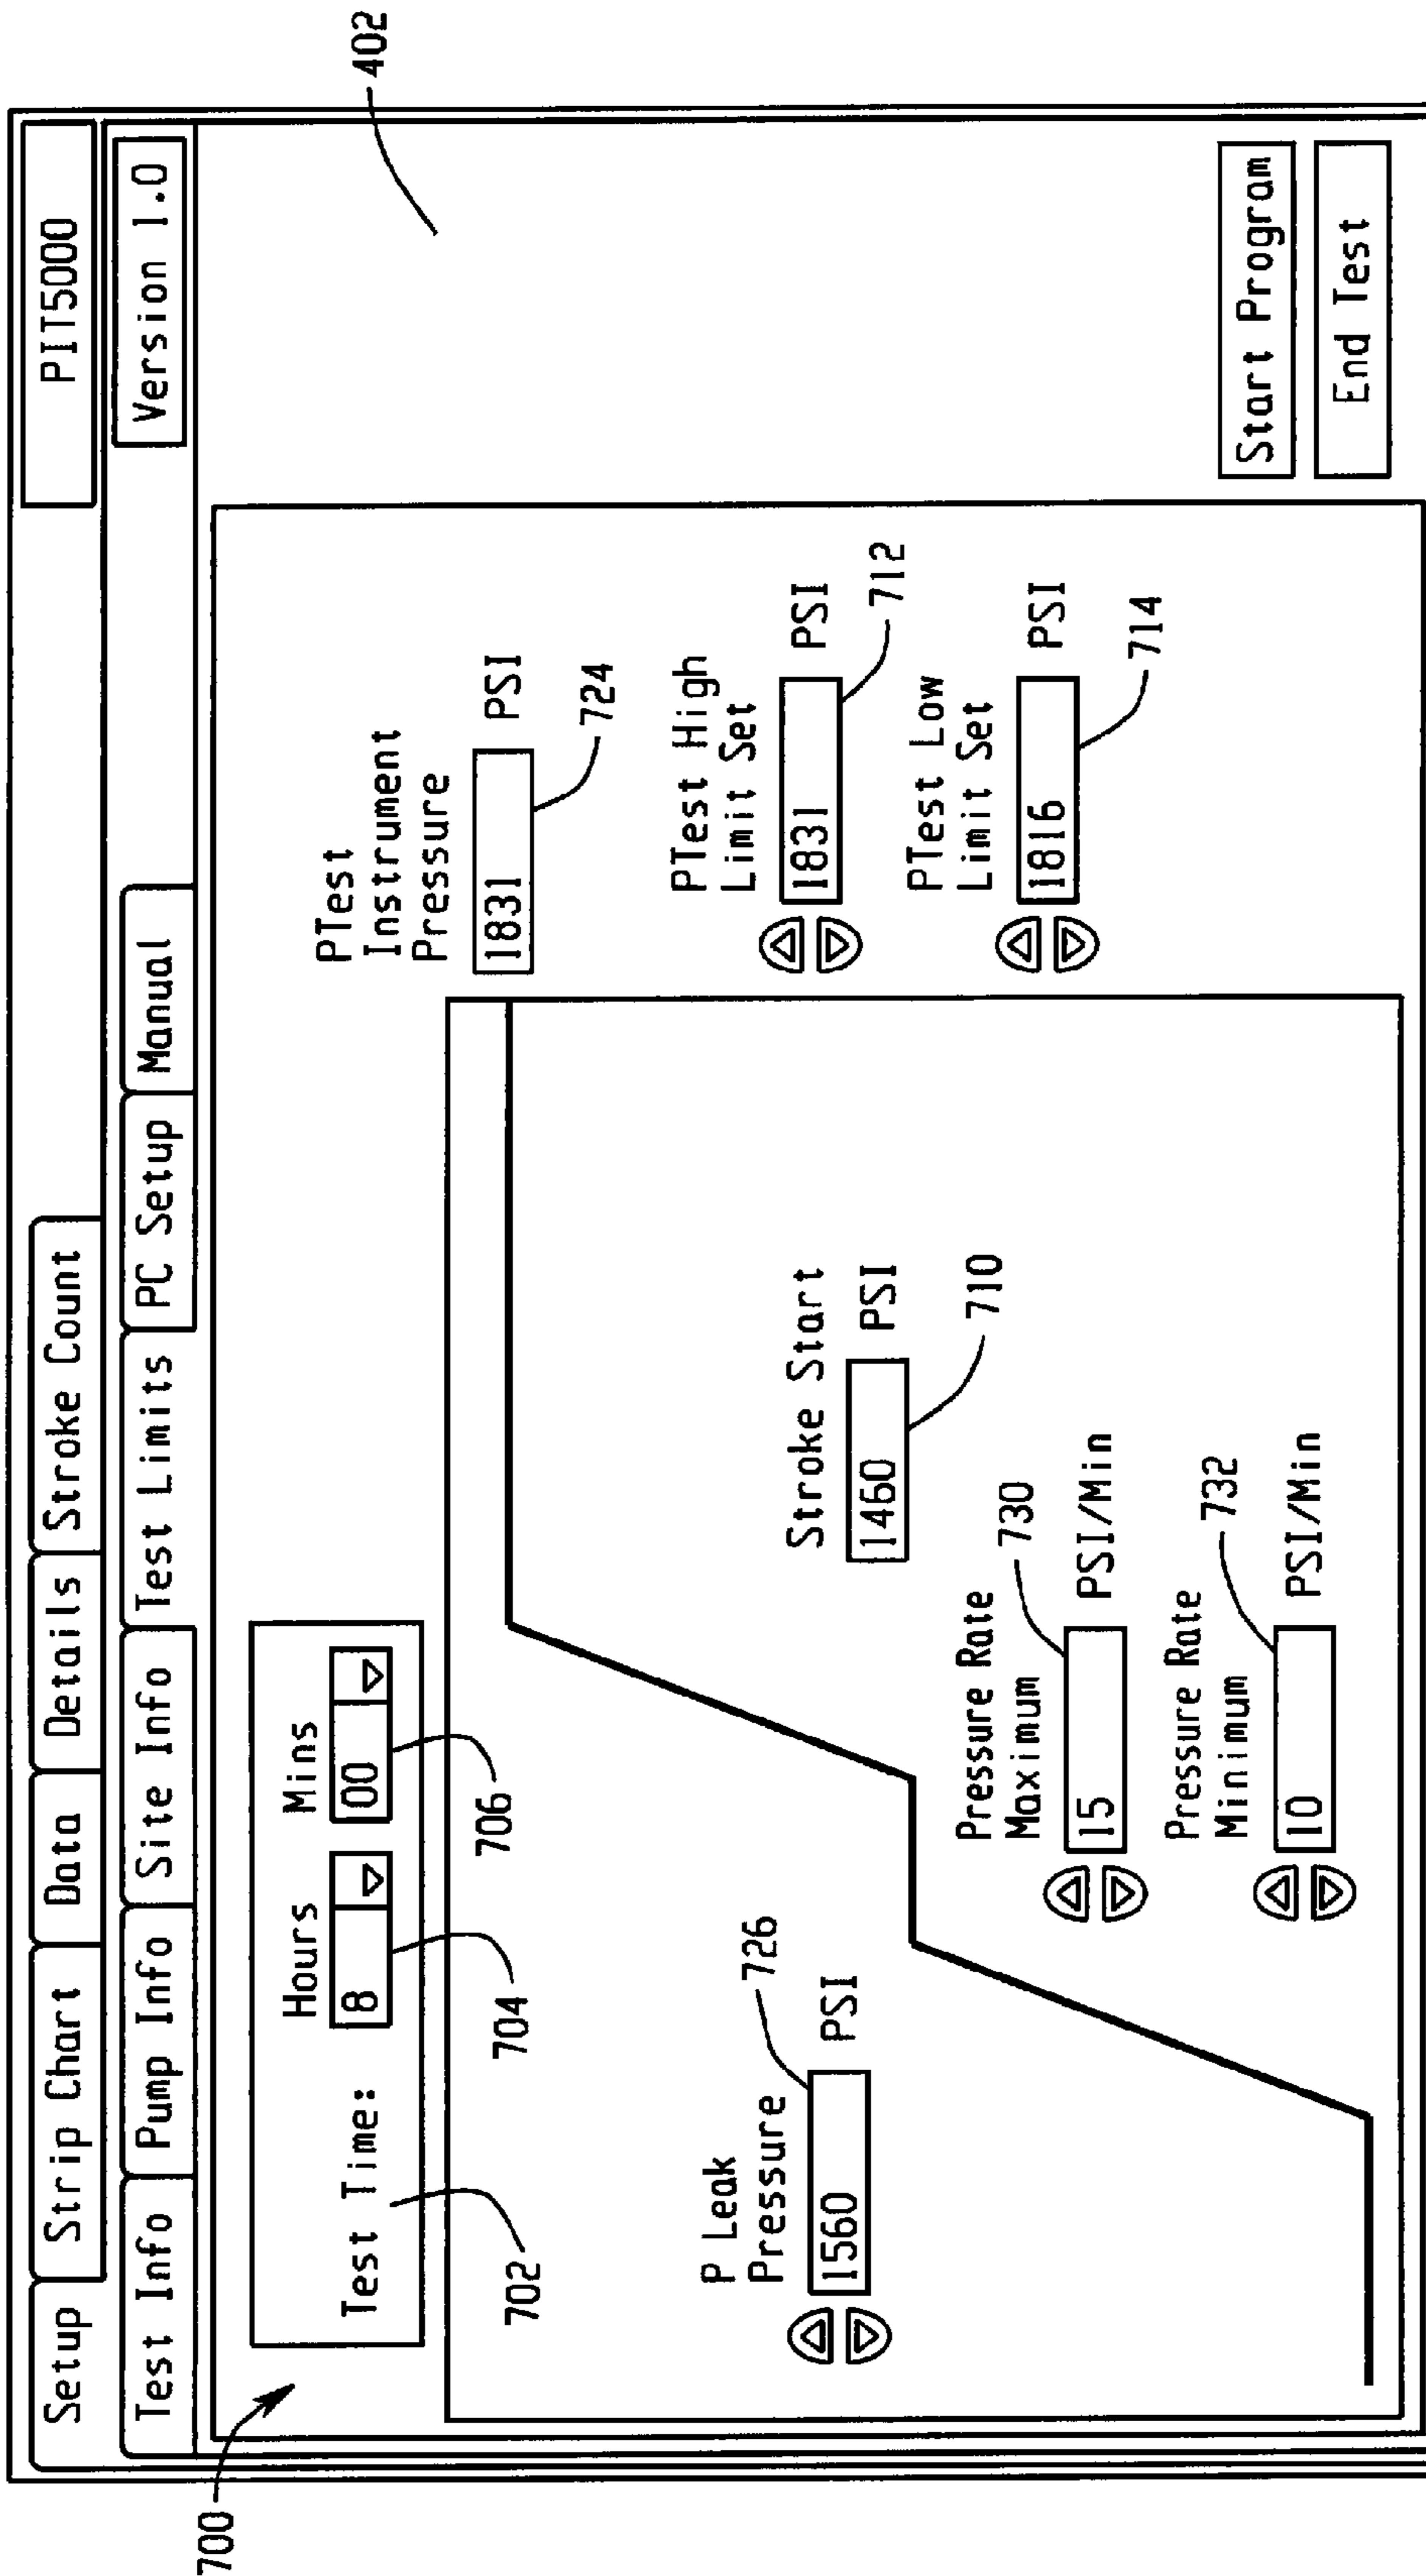 PIT5000
Setup Strip Chart Data Details Stroke Count
Version 1.0
Test Info Pump Info Site Info Test Limits PC Setup Manual
402
700
Test Time:
Hours
8
Mins
00
702
704
706
PTest
Instrument
Pressure
1831 PSI
724
P Leak
Pressure
1560 PSI
726
Stroke Start
1460 PSI
710
PTest High
Limit Set
1831 PSI
712
PTest Low
Limit Set
1816 PSI
714
Pressure Rate
Maximum
15 PSI/Min
730
Pressure Rate
Minimum
10 PSI/Min
732
Start Program
End Test